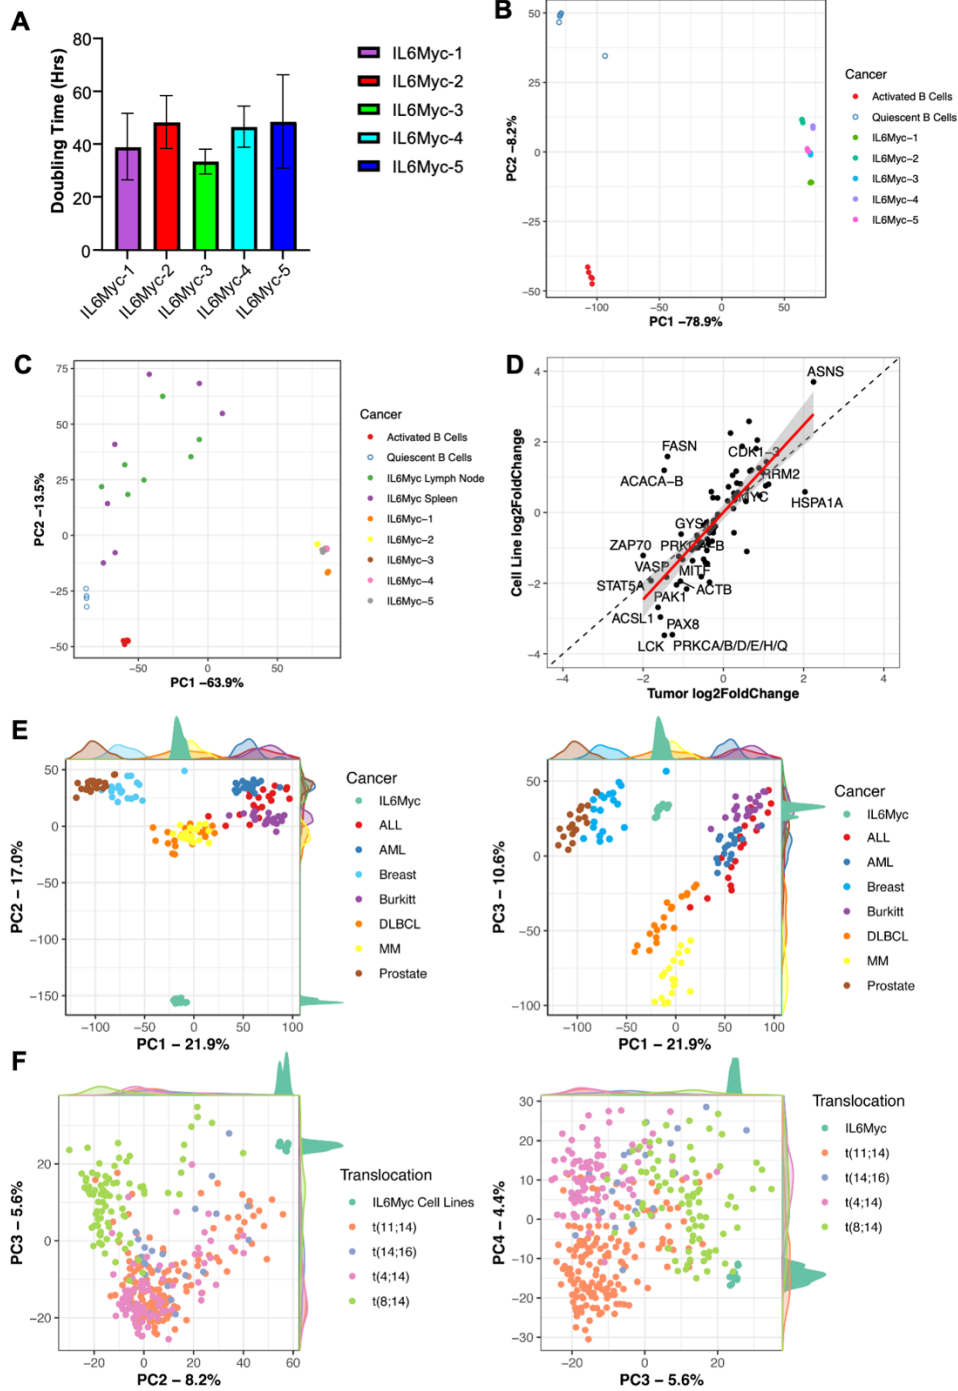 A
Doubling Time (Hrs)
80
60
40
20
0
IL6Myc-1
IL6Myc-2
IL6Myc-3
IL6Myc-4
IL6Myc-5
IL6Myc-1
IL6Myc-2
IL6Myc-3
IL6Myc-4
IL6Myc-5
B
PC2 −8.2%
50
25
0
−25
−50
−100
−50
0
50
PC1 −78.9%
Cancer
Activated B Cells
Quiescent B Cells
IL6Myc−1
IL6Myc−2
IL6Myc−3
IL6Myc−4
IL6Myc−5
C
PC2 −13.5%
75
50
25
0
−25
−50
−50
0
50
PC1 −63.9%
Cancer
Activated B Cells
Quiescent B Cells
IL6Myc Lymph Node
IL6Myc Spleen
IL6Myc−1
IL6Myc−2
IL6Myc−3
IL6Myc−4
IL6Myc−5
D
Cell Line log2FoldChange
4
2
0
−2
−4
ASNS
FASN
CDK1−3
ACACA−B
RRM2
MYC
HSPA1A
GYS
ZAP70
VASP
MITF
STAT5A
ACTB
PAK1
ACSL1
PAX8
LCK
PRKCA/B/D/E/H/Q
−4
−2
0
2
4
Tumor log2FoldChange
E
PC2 − 17.0%
50
0
−50
−100
−150
−100
−50
0
50
100
PC1 − 21.9%
Cancer
IL6Myc
ALL
AML
Breast
Burkitt
DLBCL
MM
Prostate
PC3 − 10.6%
50
0
−50
−100
−100
−50
0
50
100
PC1 − 21.9%
Cancer
IL6Myc
ALL
AML
Breast
Burkitt
DLBCL
MM
Prostate
F
PC3 − 5.6%
20
0
−20
−20
0
20
40
60
PC2 − 8.2%
Translocation
IL6Myc Cell Lines
t(11;14)
t(14;16)
t(4;14)
t(8;14)
PC4 − 4.4%
30
20
10
0
−10
−20
−30
−20
0
20
PC3 − 5.6%
Translocation
IL6Myc
t(11;14)
t(14;16)
t(4;14)
t(8;14)